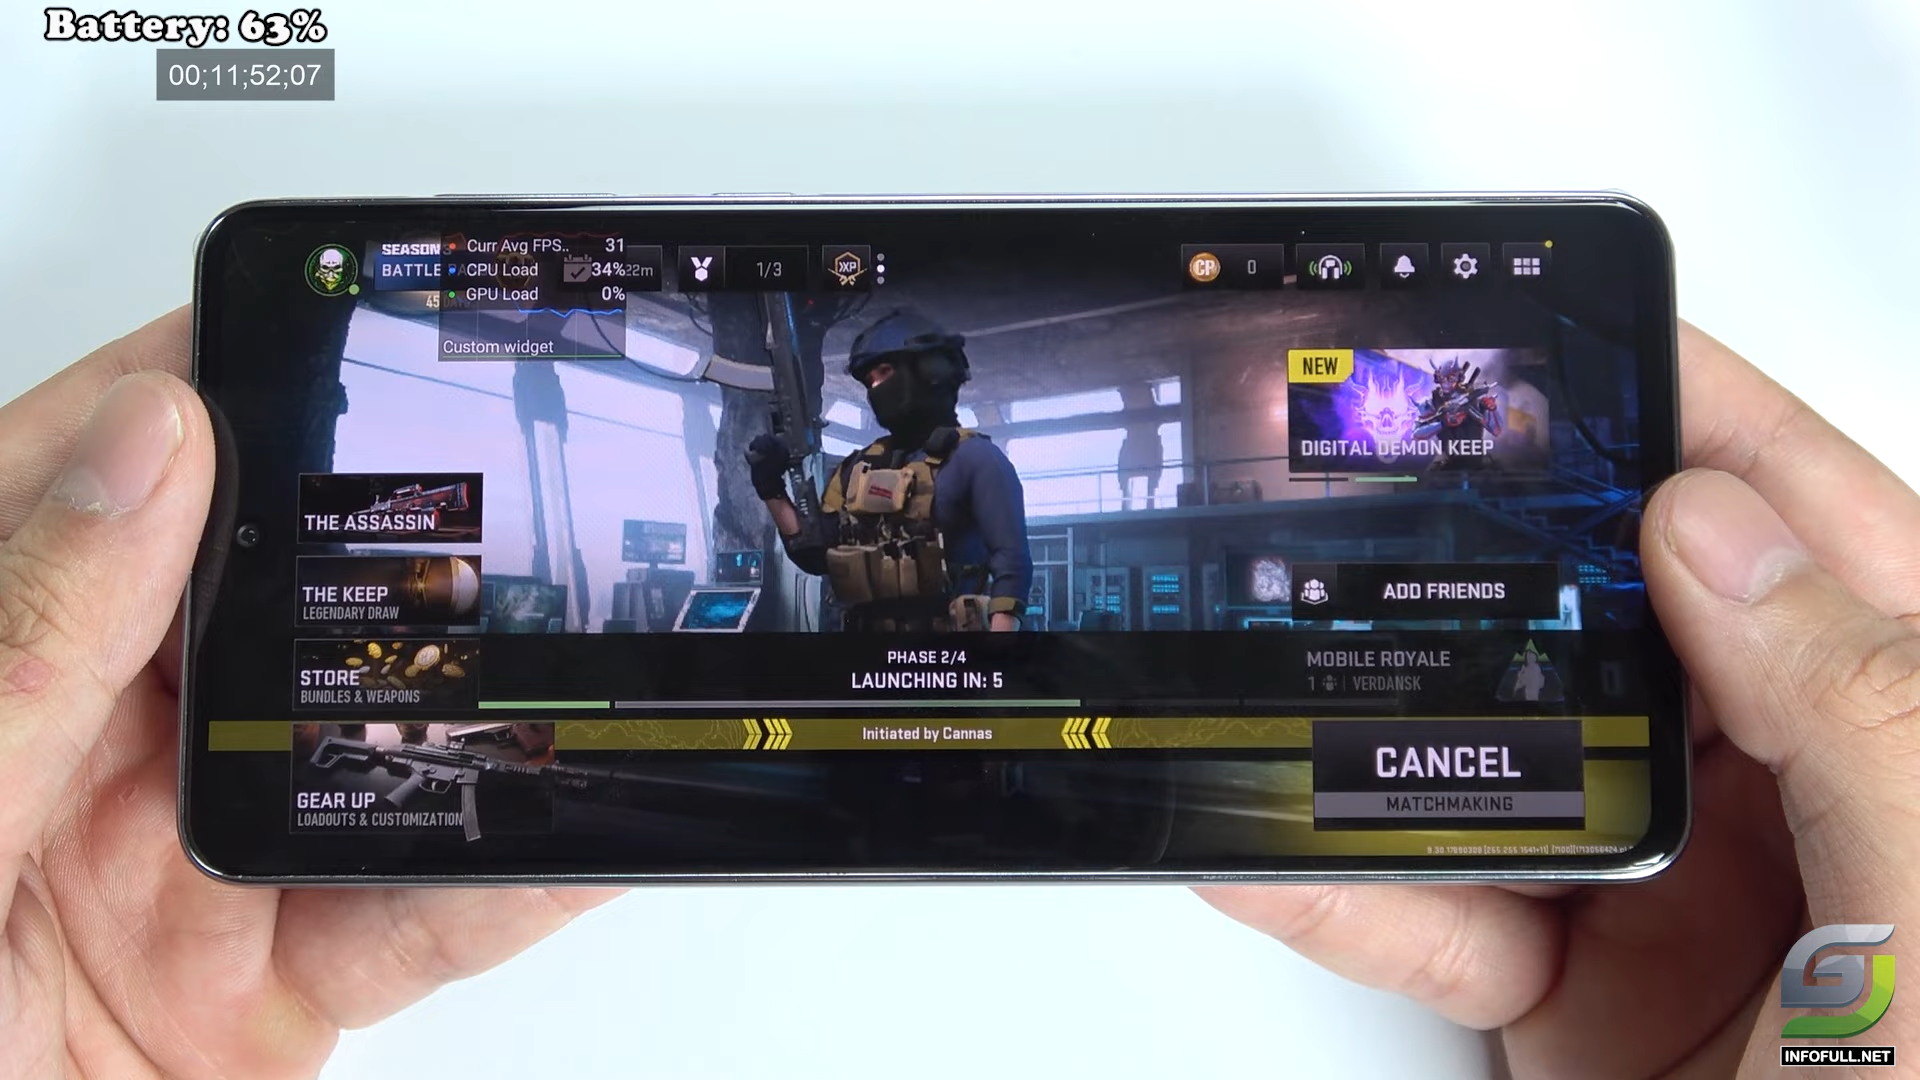 Battery: 63%
00;11;52;07
SEASON
BATTLE PA
45
Curr Avg FPS.. 31
CPU Load 34%
GPU Load 0%
Custom widget
22m
1/3
XP
CP 0
NEW
DIGITAL DEMON KEEP
THE ASSASSIN
THE KEEP
LEGENDARY DRAW
ADD FRIENDS
STORE
BUNDLES & WEAPONS
PHASE 2/4
LAUNCHING IN: 5
MOBILE ROYALE
1 | VERDANSK
Initiated by Cannas
GEAR UP
LOADOUTS & CUSTOMIZATION
CANCEL
MATCHMAKING
INFOFULL.NET